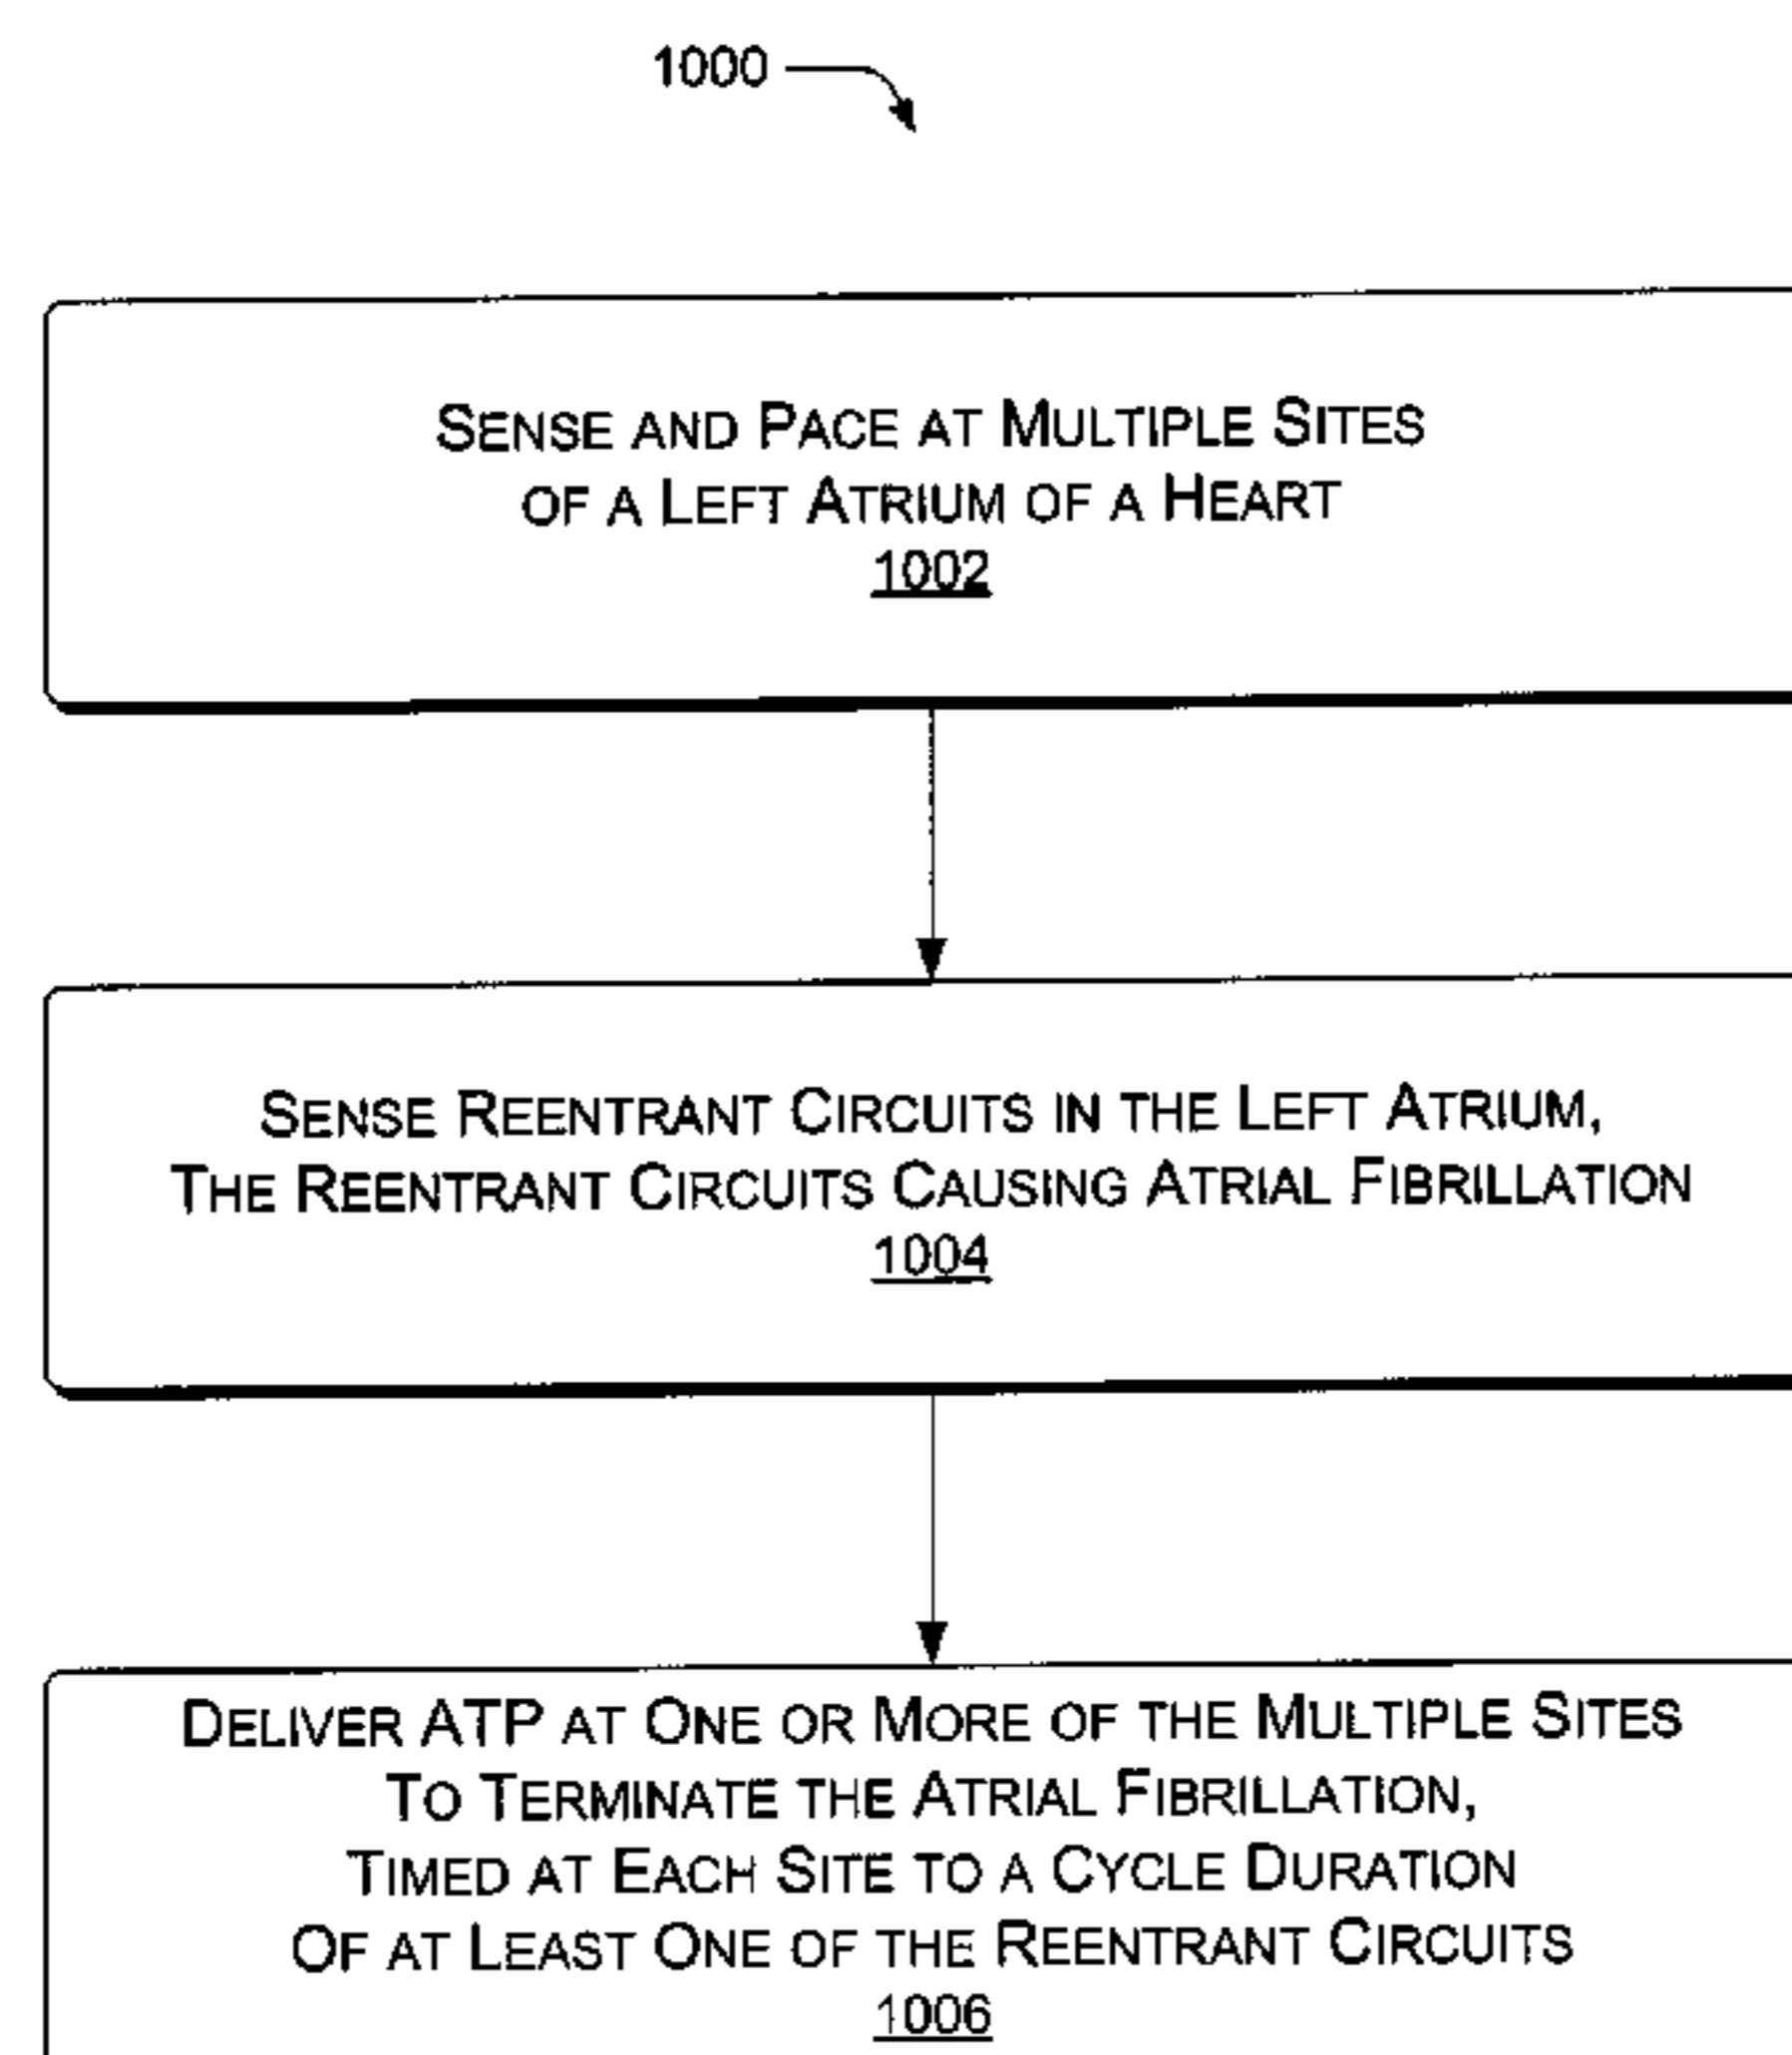 1000
SENSE AND PACE AT MULTIPLE SITES
OF A LEFT ATRIUM OF A HEART
1002
SENSE REENTRANT CIRCUITS IN THE LEFT ATRIUM,
THE REENTRANT CIRCUITS CAUSING ATRIAL FIBRILLATION
1004
DELIVER ATP AT ONE OR MORE OF THE MULTIPLE SITES
TO TERMINATE THE ATRIAL FIBRILLATION,
TIMED AT EACH SITE TO A CYCLE DURATION
OF AT LEAST ONE OF THE REENTRANT CIRCUITS
1006